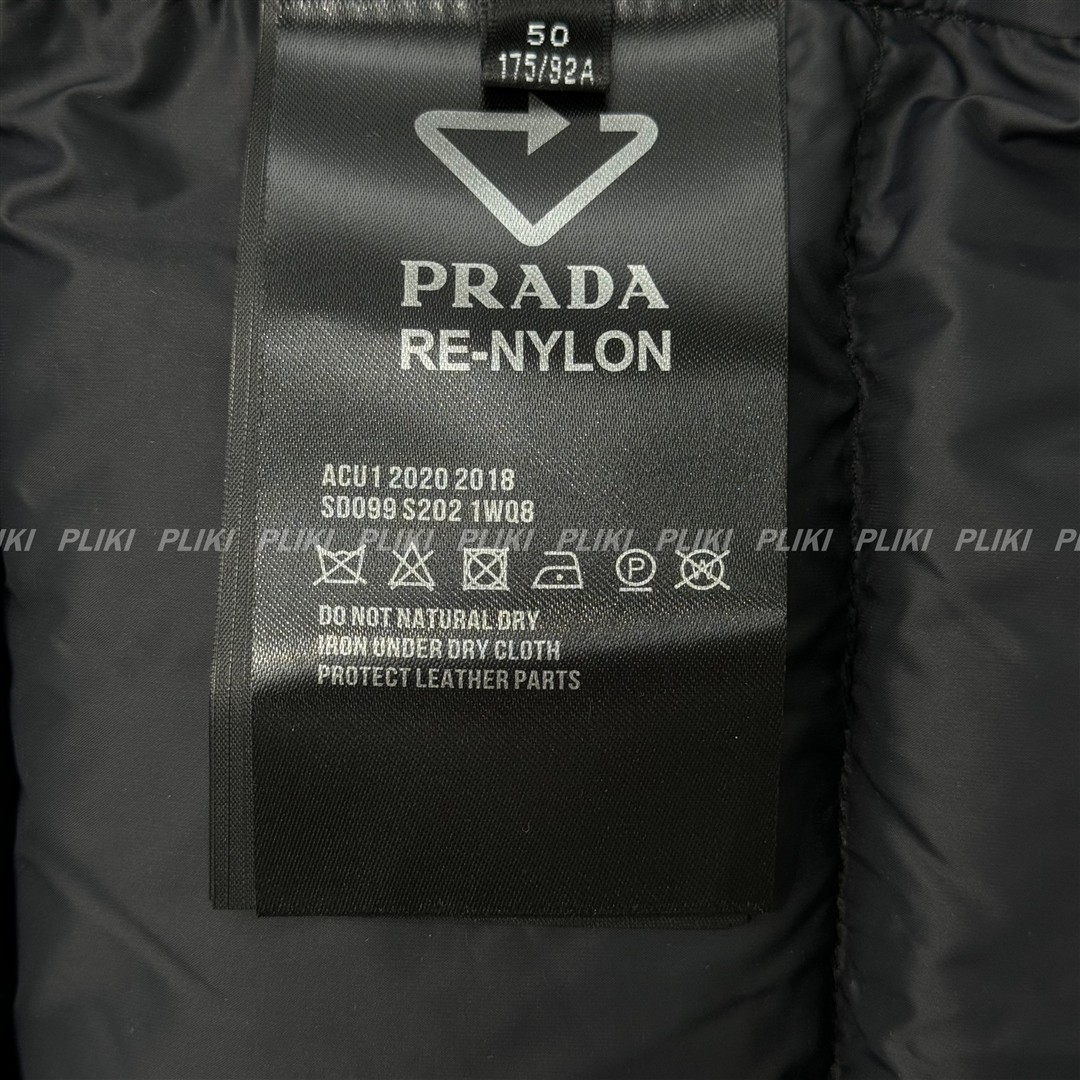 50
175/92A
PRADA
RE-NYLON
ACU1 2020 2018
SD099 S202 1WQ8
PLIKI PLIKI PLIKI PLIKI PLIKI PLIKI PLIKI PLIKI PLIKI PLIKI PLIKI
P W
DO NOT NATURAL DRY
IRON UNDER DRY CLOTH
PROTECT LEATHER PARTS